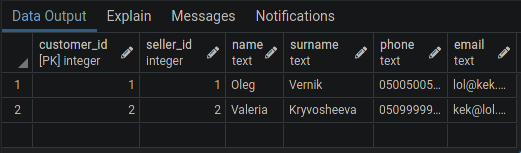 Data Output Explain Messages Notifications
customer_id seller_id name surname phone email
[PK] integer integer text text text text
1 1 1 Oleg Vernik 05005005... lol@kek....
2 2 2 Valeria Kryvosheeva 05099999... kek@lol....